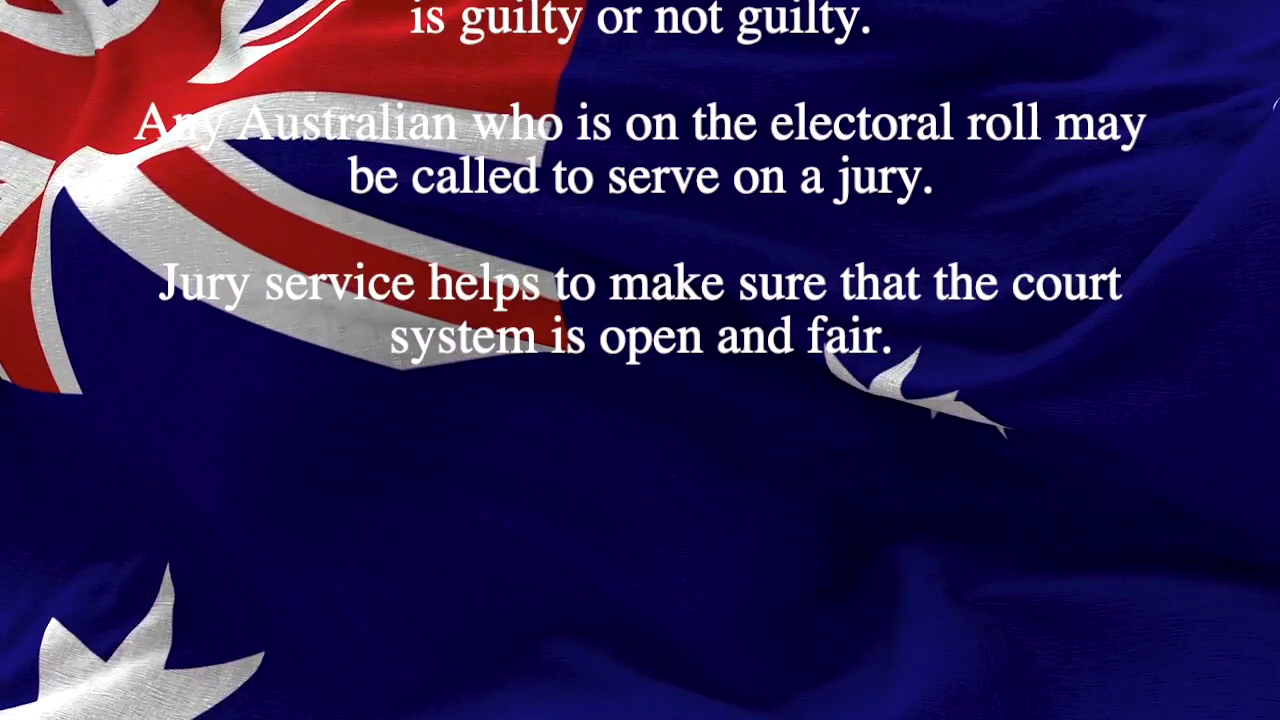 is guilty or not guilty.
Any Australian who is on the electoral roll may
be called to serve on a jury.
Jury service helps to make sure that the court
system is open and fair.